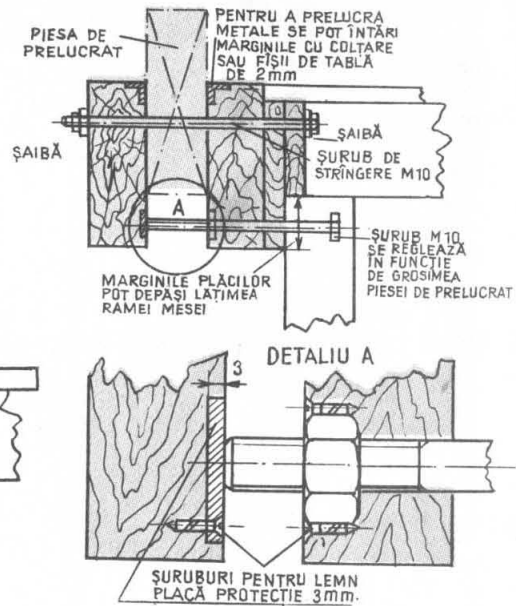 PIESA DE
PRELUCRAT
PENTRU A PRELUCRA
METALE SE POT ÎNTĂRI
MARGINILE CU COLȚARE
SAU FÎȘII DE TABLĂ
DE 2mm
ȘAIBĂ
ȘAIBĂ
ȘURUB DE
STRÎNGERE M10
A
ȘURUB M10
SE REGLEAZĂ
ÎN FUNCȚIE
DE GROSIMEA
PIESEI DE PRELUCRAT
MARGINILE PLĂCILOR
POT DEPĂȘI LĂȚIMEA
RAMEI MESEI
DETALIU A
3
ȘURUBURI PENTRU LEMN
PLACĂ PROTECȚIE 3mm.